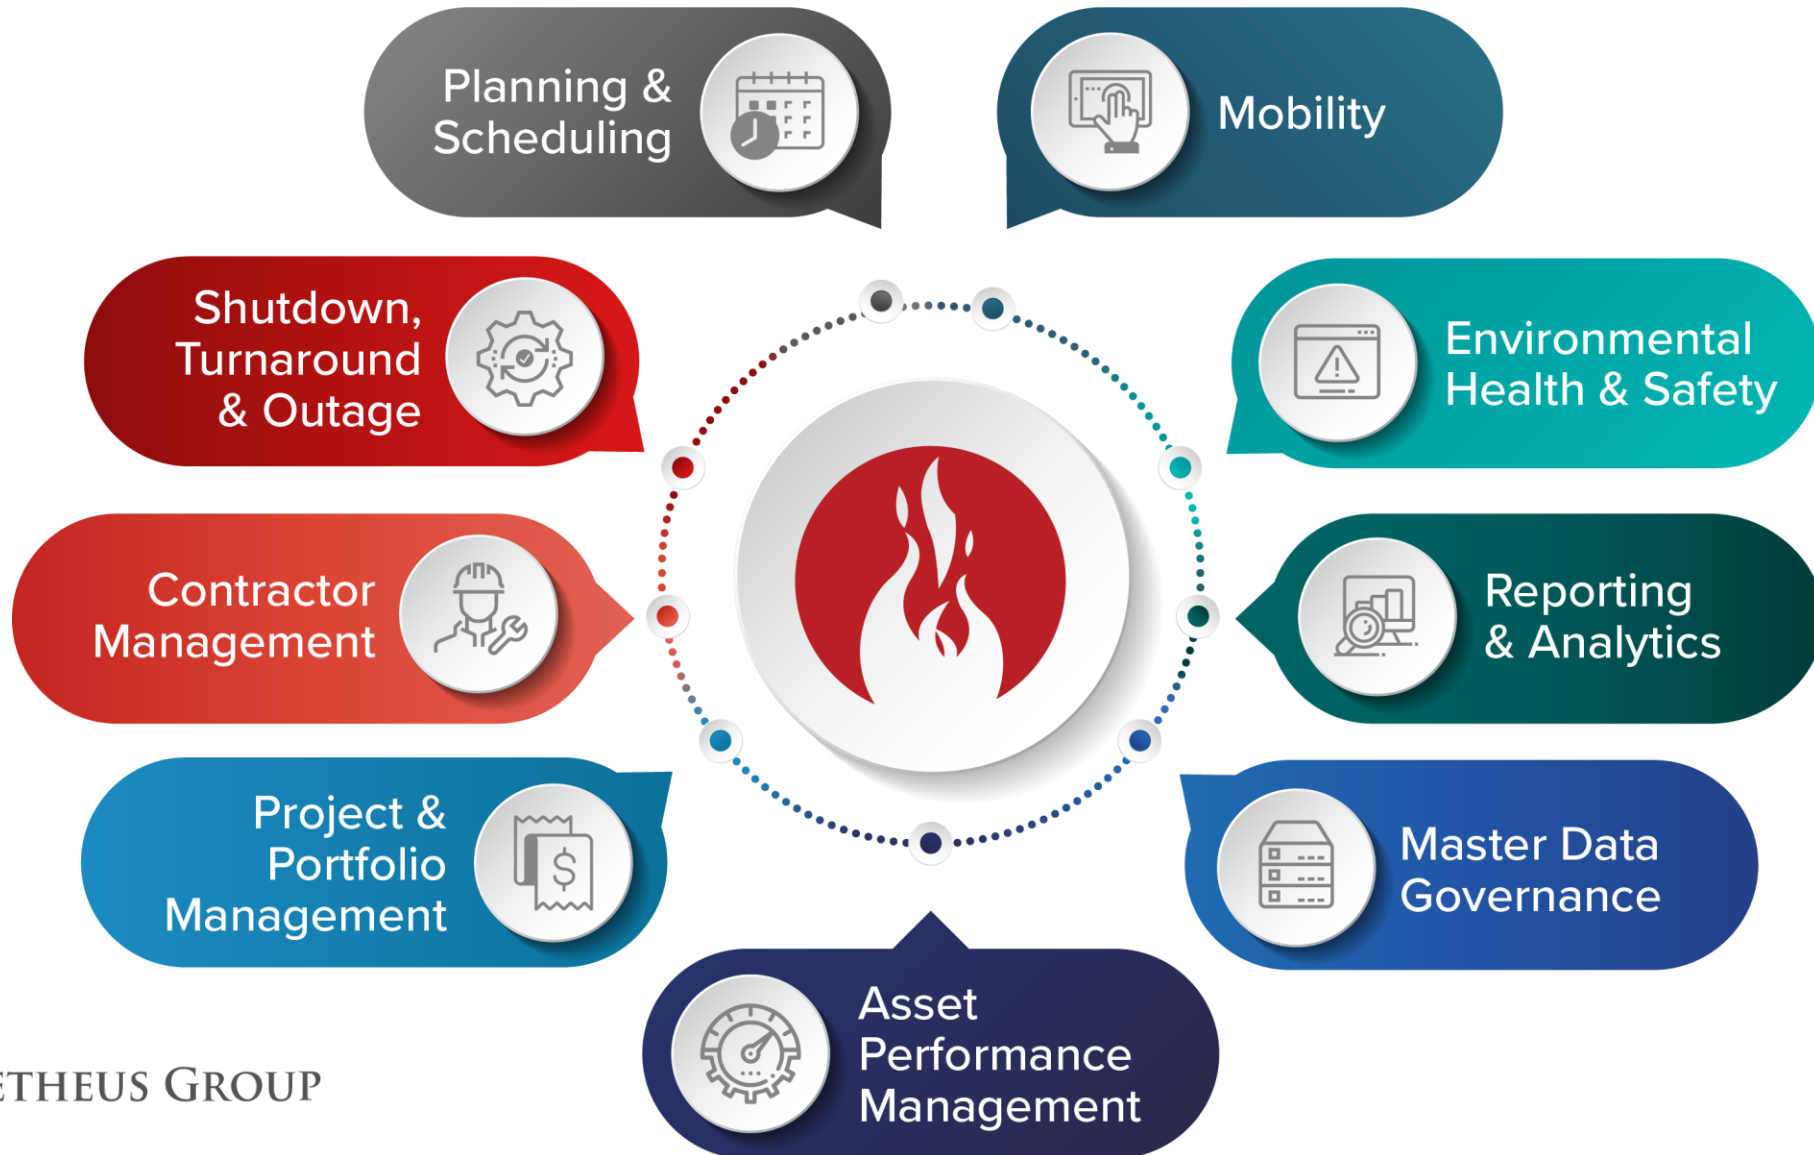 Planning &
Scheduling
Mobility
Shutdown,
Turnaround
& Outage
Environmental
Health & Safety
Contractor
Management
Reporting
& Analytics
Project &
Portfolio
Management
$
Master Data
Governance
Asset
Performance
Management
ETHEUS GROUP